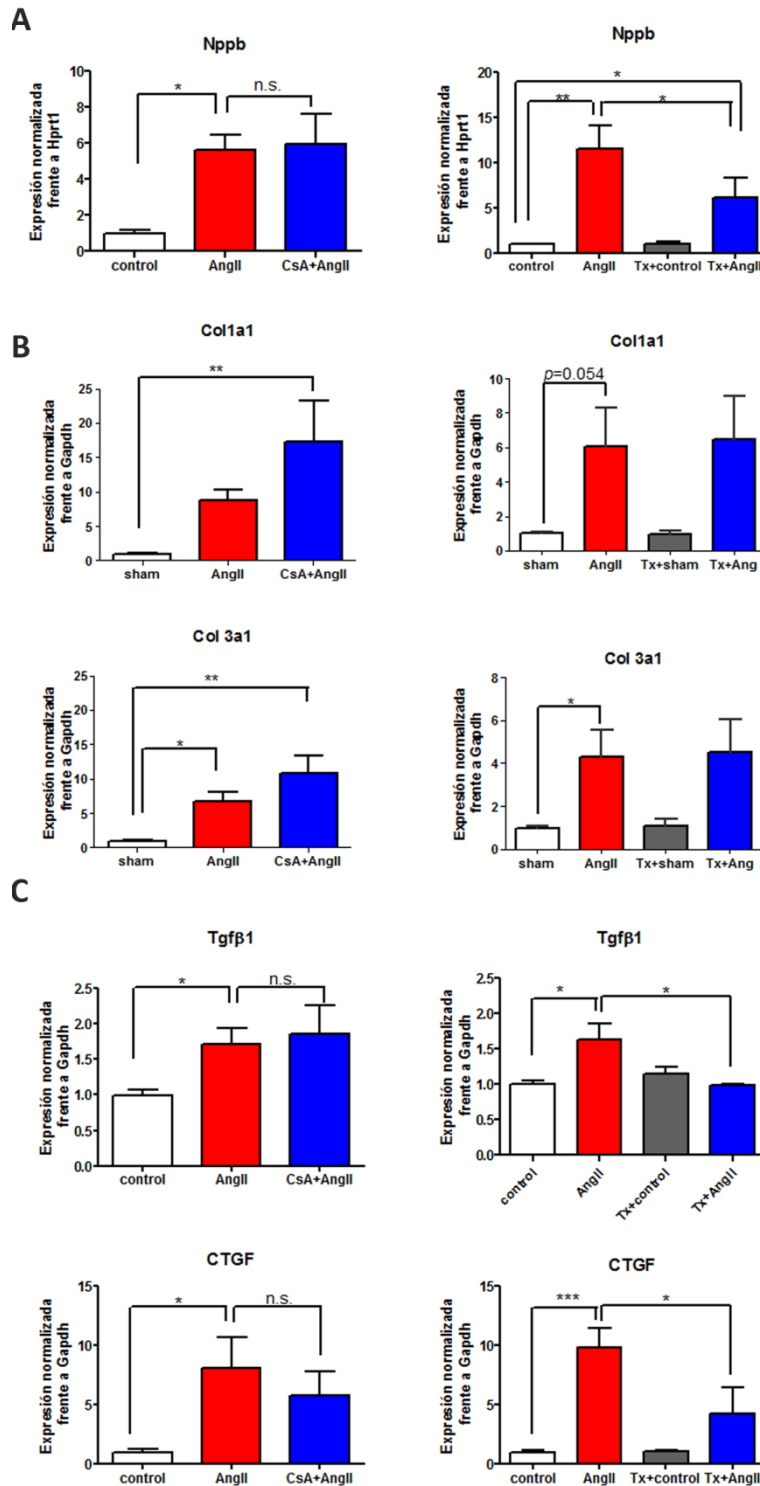 A
Nppb
Expresión normalizada
frente a Hprt1
10
8
6
4
2
0
*
n.s.
control
AngII
CsA+AngII
Nppb
Expresión normalizada
frente a Hprt1
20
15
10
5
0
*
**
*
control
AngII
Tx+control
Tx+AngII
B
Col1a1
Expresión normalizada
frente a Gapdh
25
20
15
10
5
0
**
sham
AngII
CsA+AngII
Col1a1
Expresión normalizada
frente a Gapdh
10
8
6
4
2
0
p=0.054
sham
AngII
Tx+sham
Tx+Ang
Col 3a1
Expresión normalizada
frente a Gapdh
25
20
15
10
5
0
**
*
sham
AngII
CsA+AngII
Col 3a1
Expresión normalizada
frente a Gapdh
8
6
4
2
0
*
sham
AngII
Tx+sham
Tx+Ang
C
Tgfβ1
Expresión normalizada
frente a Gapdh
2.5
2.0
1.5
1.0
0.5
0.0
*
n.s.
control
AngII
CsA+AngII
Tgfβ1
Expresión normalizada
frente a Gapdh
2.5
2.0
1.5
1.0
0.5
0.0
*
*
control
AngII
Tx+control
Tx+AngII
CTGF
Expresión normalizada
frente a Gapdh
15
10
5
0
*
n.s.
control
AngII
CsA+AngII
CTGF
Expresión normalizada
frente a Gapdh
15
10
5
0
***
*
control
AngII
Tx+control
Tx+AngII